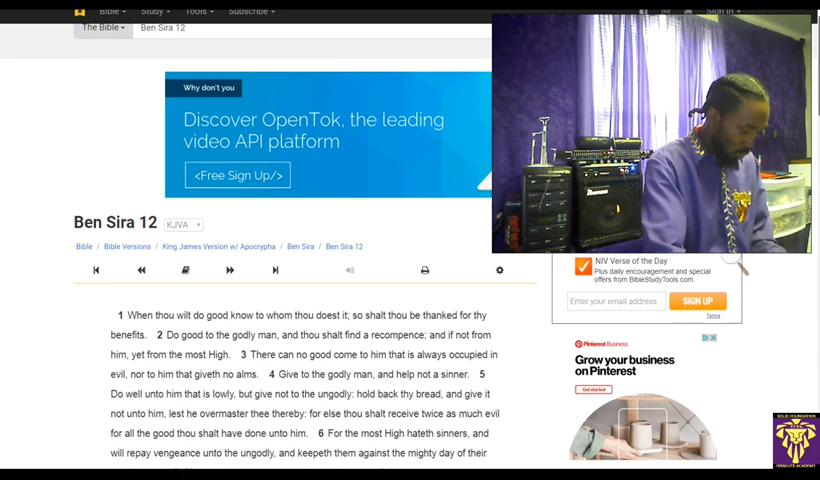 Bible Study Tools Subscribe Sign In
The Bible Ben Sira 12
Why don't you
Discover OpenTok, the leading
video API platform
<Free Sign Up/>
Ben Sira 12 KJVA
Bible / Bible Versions / King James Version w/ Apocrypha / Ben Sira / Ben Sira 12
1 When thou wilt do good know to whom thou doest it; so shalt thou be thanked for thy
benefits. 2 Do good to the godly man, and thou shalt find a recompence; and if not from
him, yet from the most High. 3 There can no good come to him that is always occupied in
evil, nor to him that giveth no alms. 4 Give to the godly man, and help not a sinner. 5
Do well unto him that is lowly, but give not to the ungodly: hold back thy bread, and give it
not unto him, lest he overmaster thee thereby: for else thou shalt receive twice as much evil
for all the good thou shalt have done unto him. 6 For the most High hateth sinners, and
will repay vengeance unto the ungodly, and keepeth them against the mighty day of their
Ibanez
NIV Verse of the Day
Plus daily encouragement and special
offers from BibleStudyTools.com.
Enter your email address SIGN UP
Terms
Pinterest Business
Grow your business
on Pinterest
Get started
SOLID FOUNDATION
ISRAELITE ACADEMY